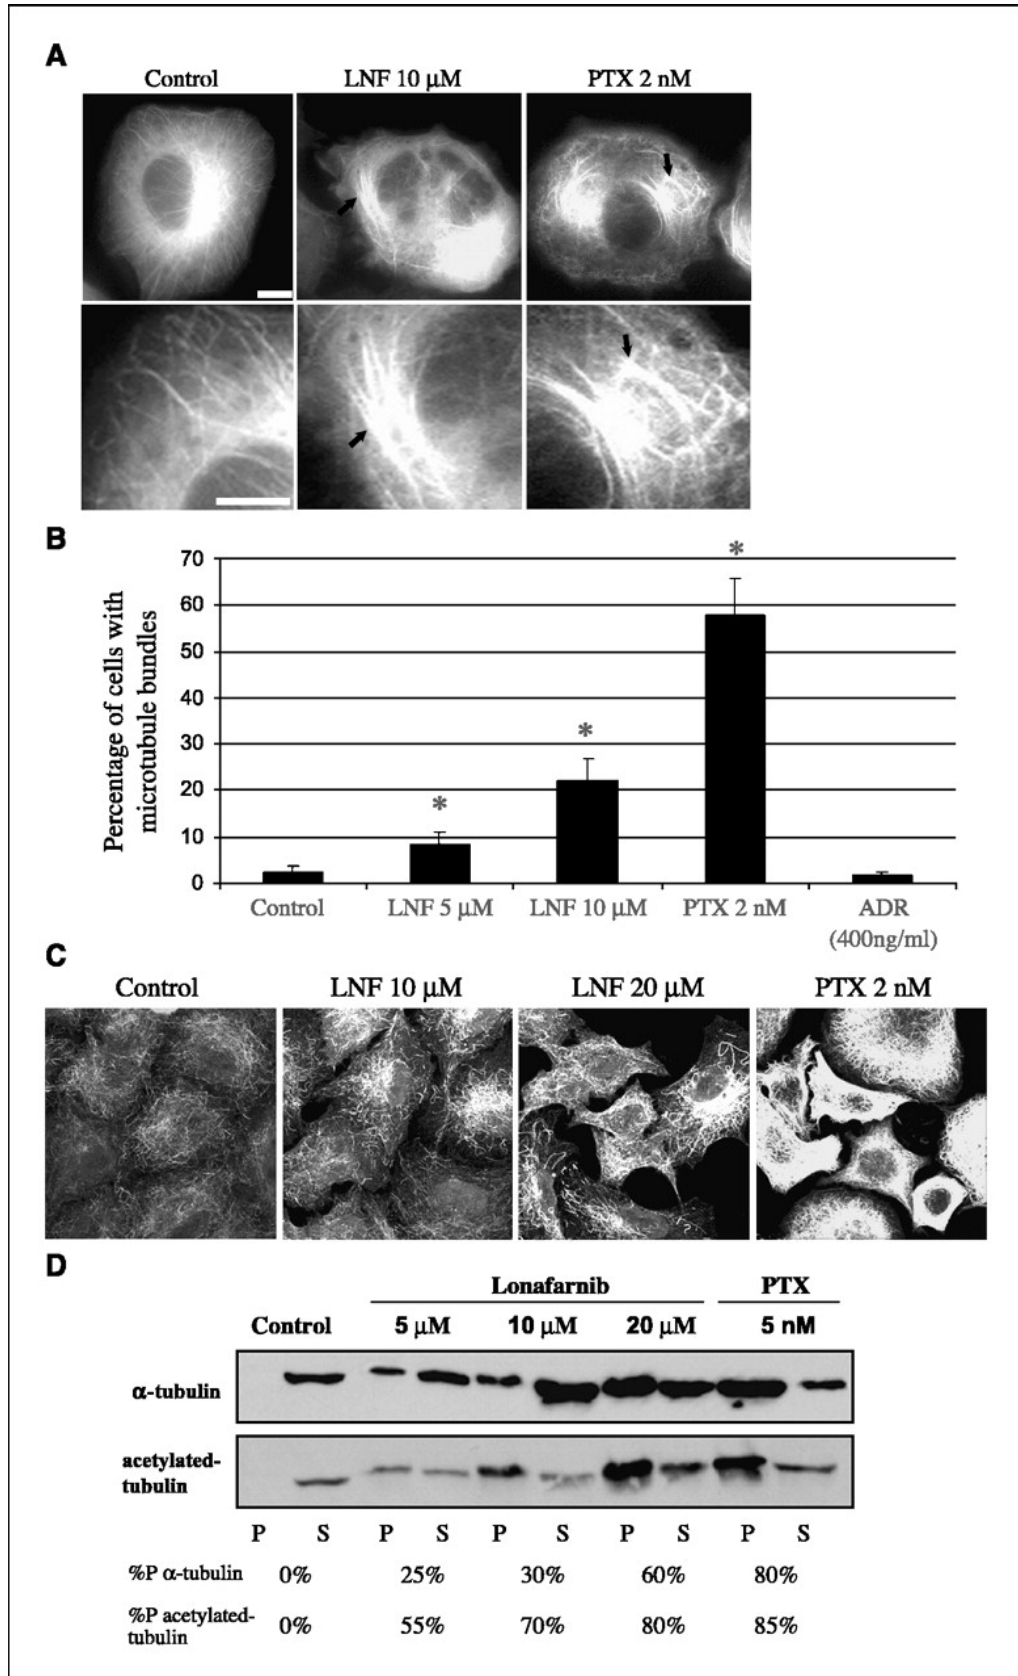 A
Control LNF 10 µM PTX 2 nM
B
Percentage of cells with
microtubule bundles
70
60
50
40
30
20
10
0
*
*
*
Control LNF 5 µM LNF 10 µM PTX 2 nM ADR
(400ng/ml)
C
Control LNF 10 µM LNF 20 µM PTX 2 nM
D
Lonafarnib PTX
Control 5 µM 10 µM 20 µM 5 nM
α-tubulin
acetylated-
tubulin
P S P S P S P S P S
%P α-tubulin 0% 25% 30% 60% 80%
%P acetylated-
tubulin 0% 55% 70% 80% 85%